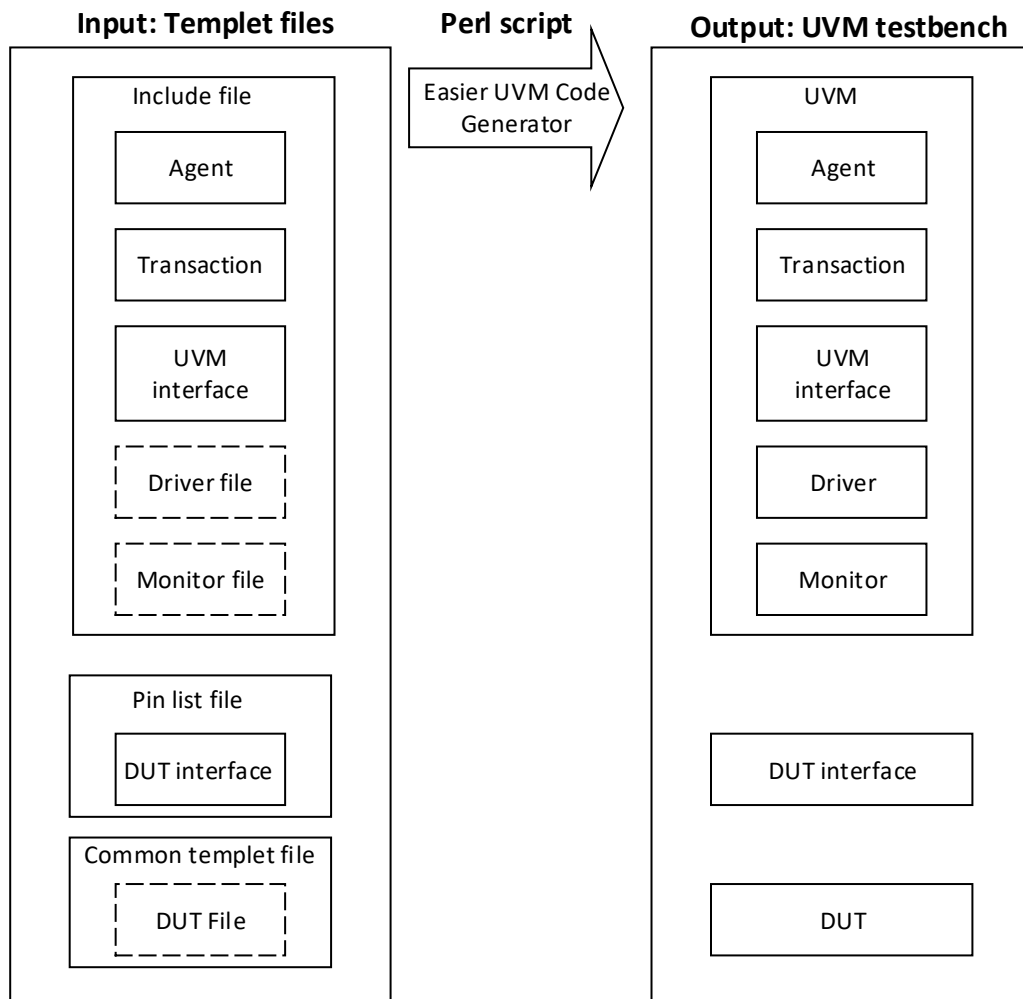 Input: Templet files
Perl script
Output: UVM testbench
Include file
Agent
Transaction
UVM
interface
Driver file
Monitor file
Pin list file
DUT interface
Common templet file
DUT File
Easier UVM Code
Generator
UVM
Agent
Transaction
UVM
interface
Driver
Monitor
DUT interface
DUT